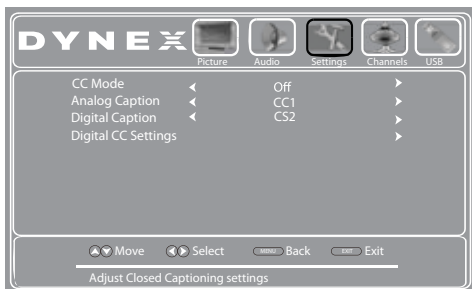 DYNEX
Picture Audio Settings Channels USB
CC Mode Off
Analog Caption CC1
Digital Caption CS2
Digital CC Settings
Move Select MENU Back EXIT Exit
Adjust Closed Captioning settings